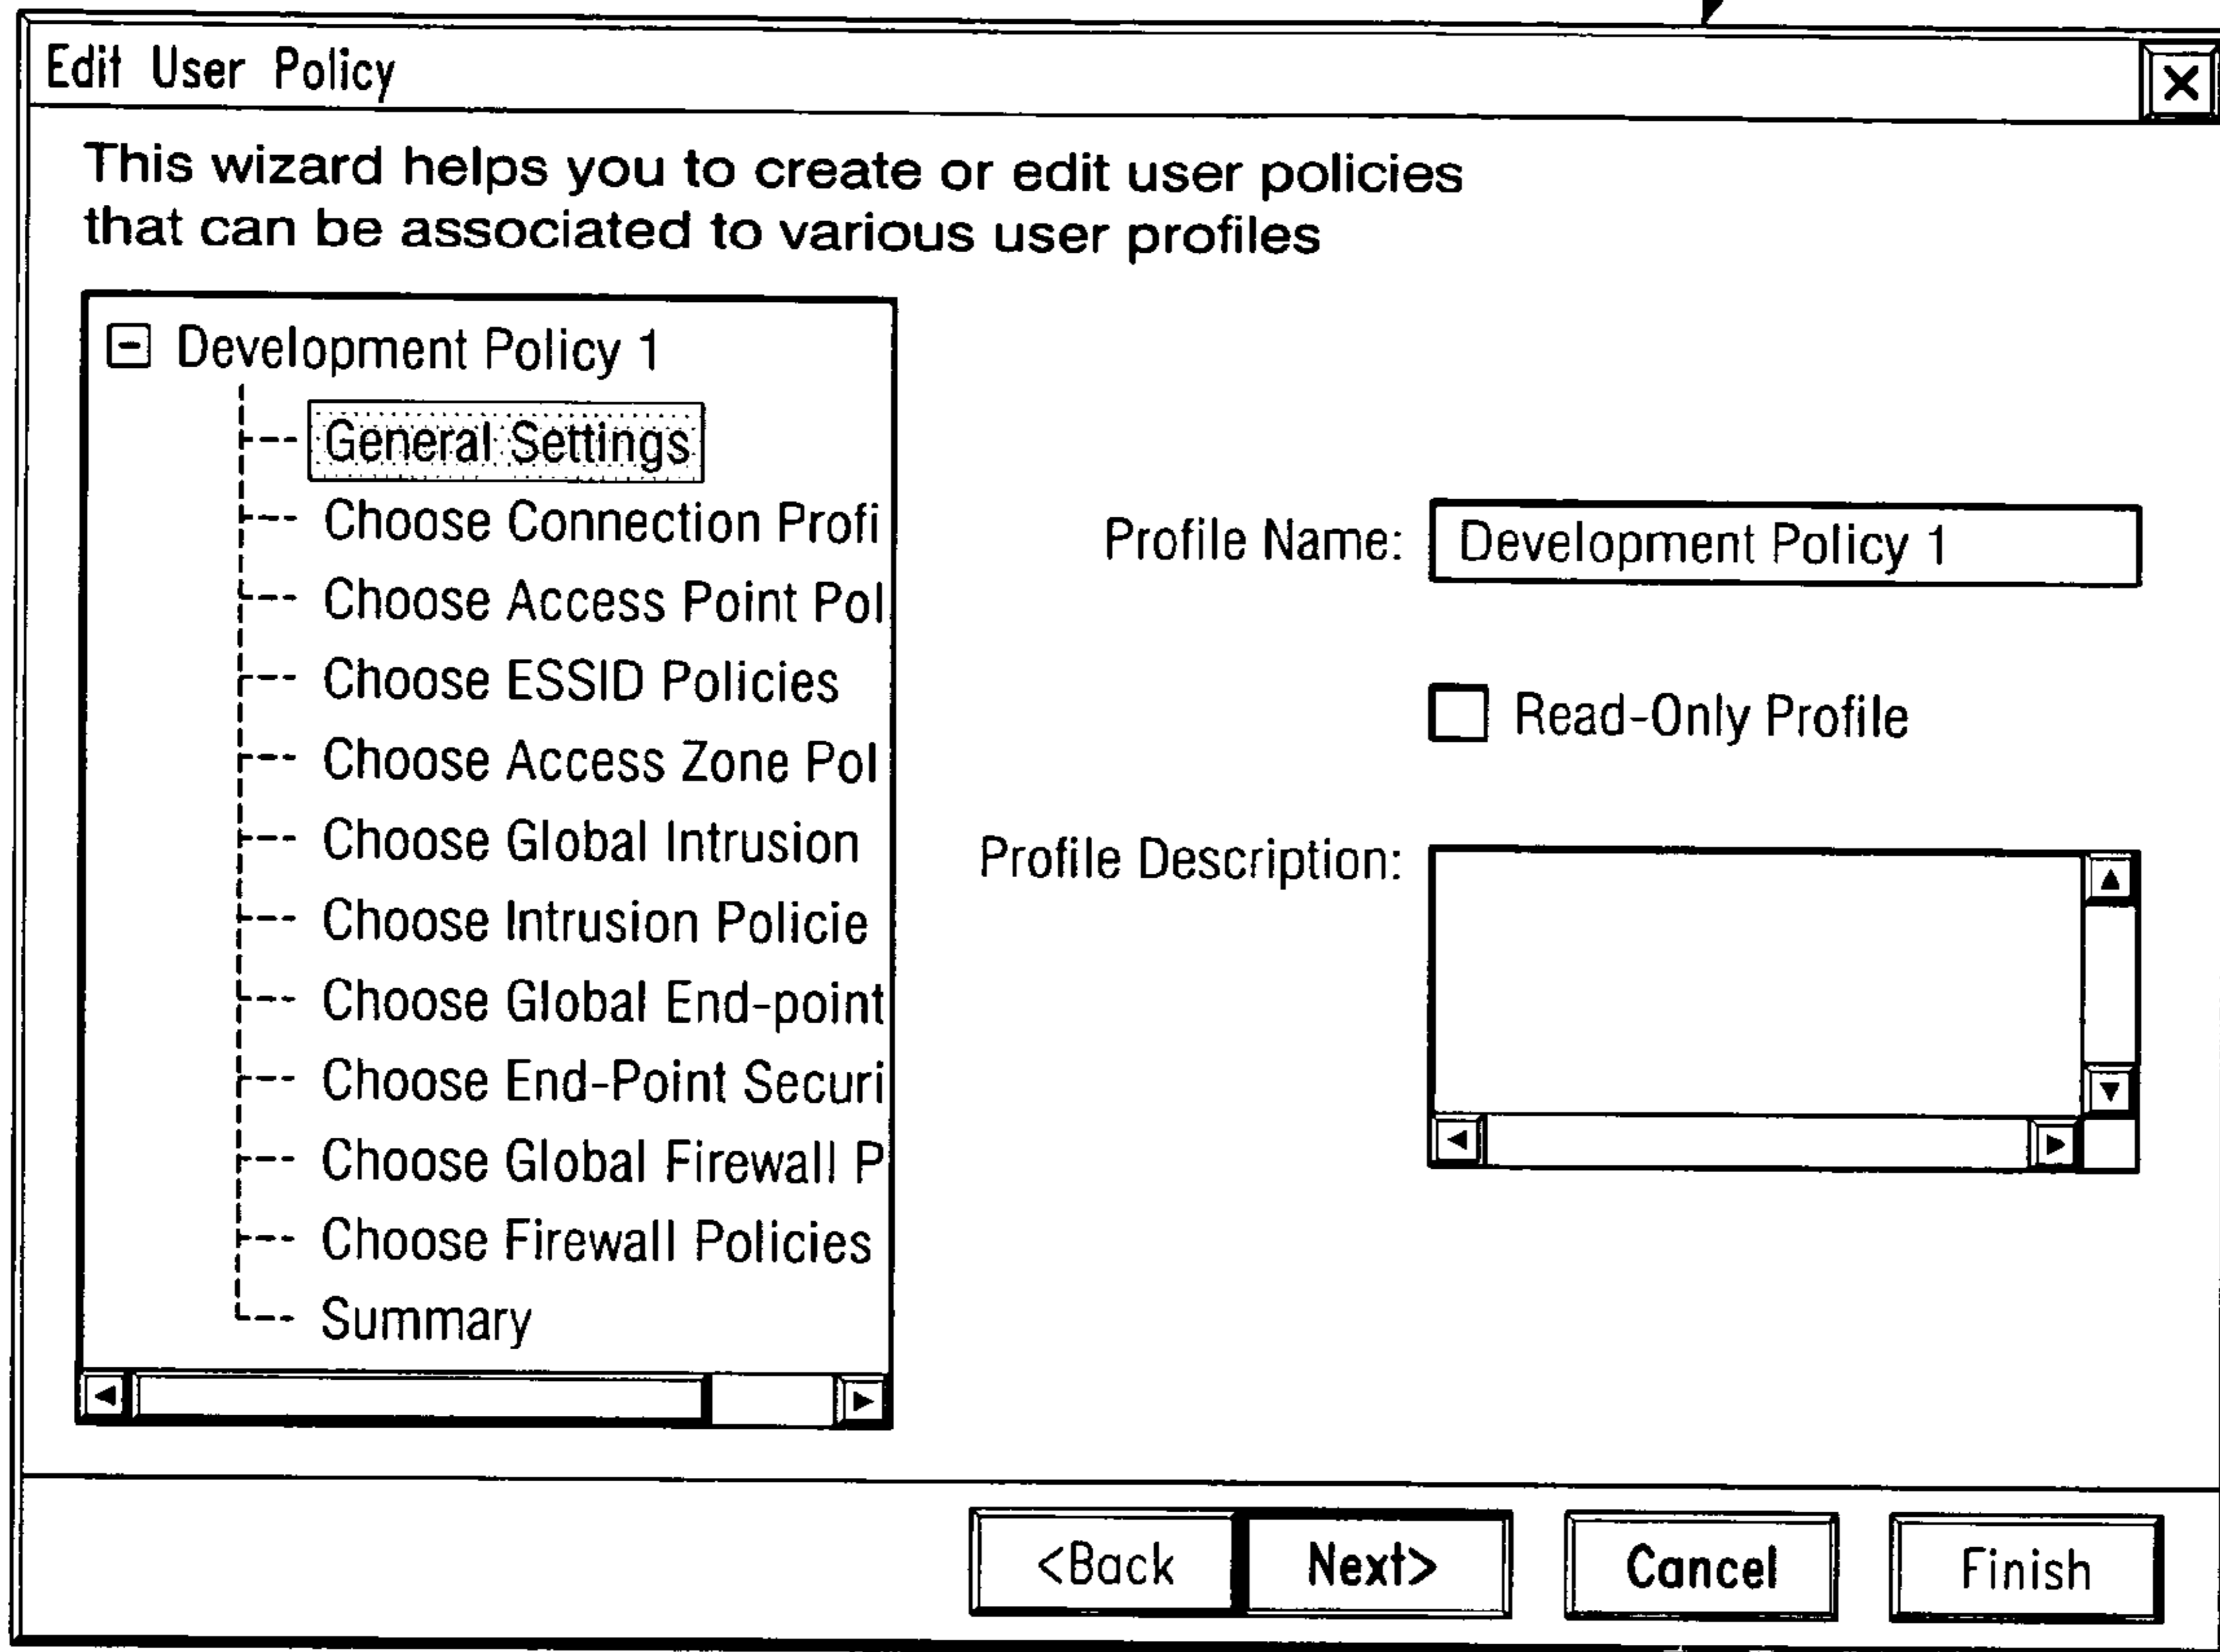 Edit User Policy
This wizard helps you to create or edit user policies
that can be associated to various user profiles
Development Policy 1
General Settings
Choose Connection Profi
Choose Access Point Pol
Choose ESSID Policies
Choose Access Zone Pol
Choose Global Intrusion
Choose Intrusion Policie
Choose Global End-point
Choose End-Point Securi
Choose Global Firewall P
Choose Firewall Policies
Summary
Profile Name: Development Policy 1
Read-Only Profile
Profile Description:
<Back Next> Cancel Finish